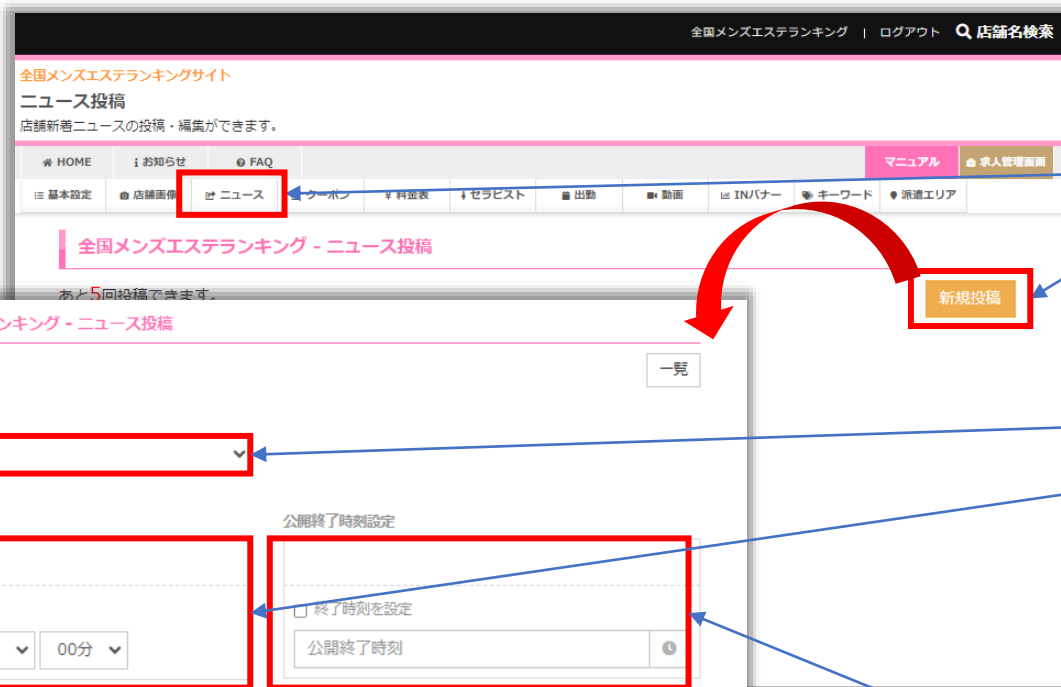 全国メンズエステランキング | ログアウト 店舗名検索
全国メンズエステランキングサイト
ニュース投稿
店舗新着ニュースの投稿・編集ができます。
HOME お知らせ FAQ マニュアル 求人管理画面
基本設定 店舗画像 ニュース クーポン ¥ 料金表 セラピスト 出勤 動画 INバナー キーワード 派遣エリア
全国メンズエステランキング - ニュース投稿
あと5回投稿できます。
新規投稿
ンキング - ニュース投稿
一覧
公開終了時刻設定
終了時刻を設定
00分
公開終了時刻